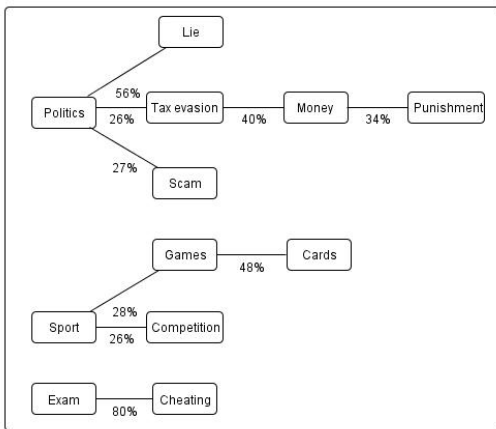 Lie
56%
Politics
Tax evasion
Money
Punishment
26%
40%
34%
27%
Scam
Games
Cards
48%
28%
Sport
Competition
26%
Exam
Cheating
80%